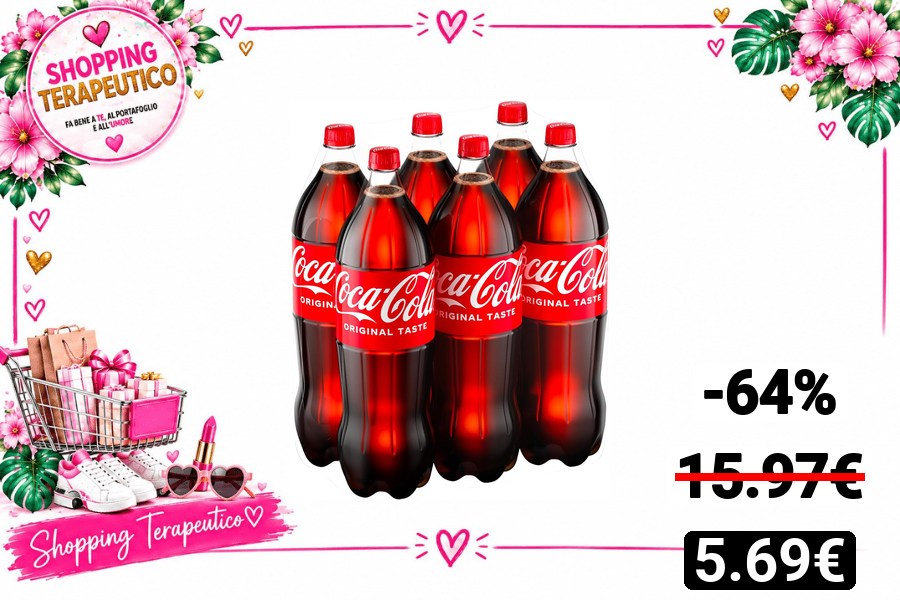 SHOPPING
TERAPEUTICO
FA BENE A TE, AL PORTAFOGLIO
E ALL'UMORE
Coca-Cola
ORIGINAL TASTE
Coca-Cola
ORIGINAL TASTE
Coca-Cola
ORIGINAL TASTE
-64%
15.97€
5.69€
Shopping Terapeutico